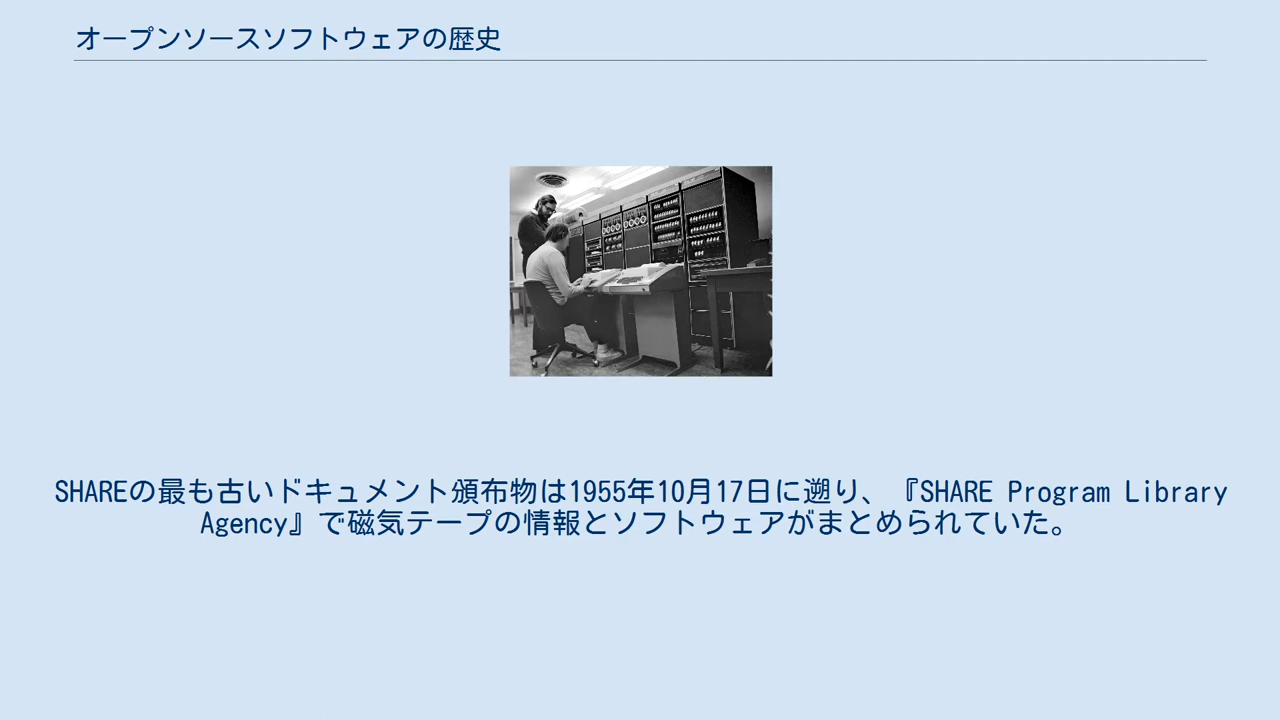 オープンソースソフトウェアの歴史
SHAREの最も古いドキュメント頒布物は1955年10月17日に遡り、『SHARE Program Library
Agency』で磁気テープの情報とソフトウェアがまとめられていた。